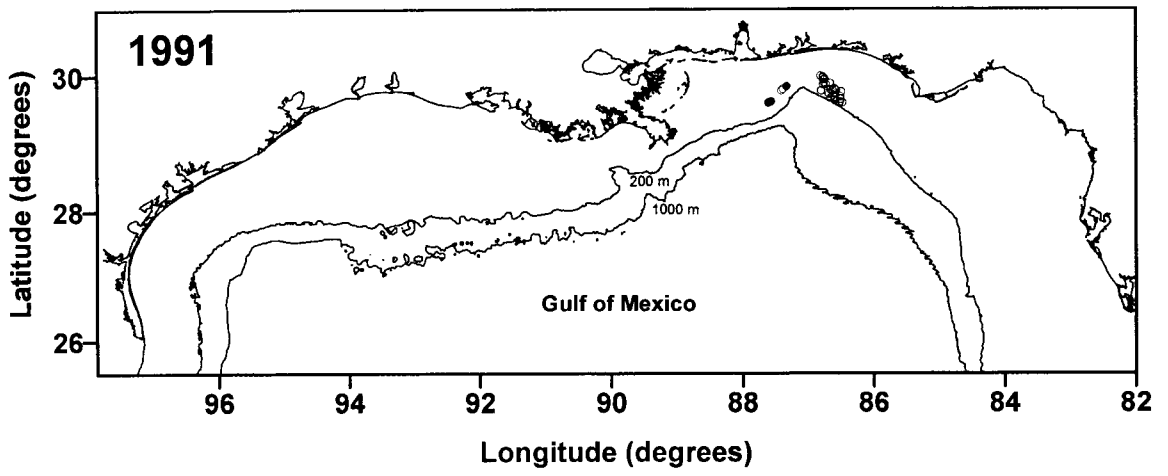 1991
30
28
26
Latitude (degrees)
200 m
1000 m
Gulf of Mexico
96 94 92 90 88 86 84 82
Longitude (degrees)